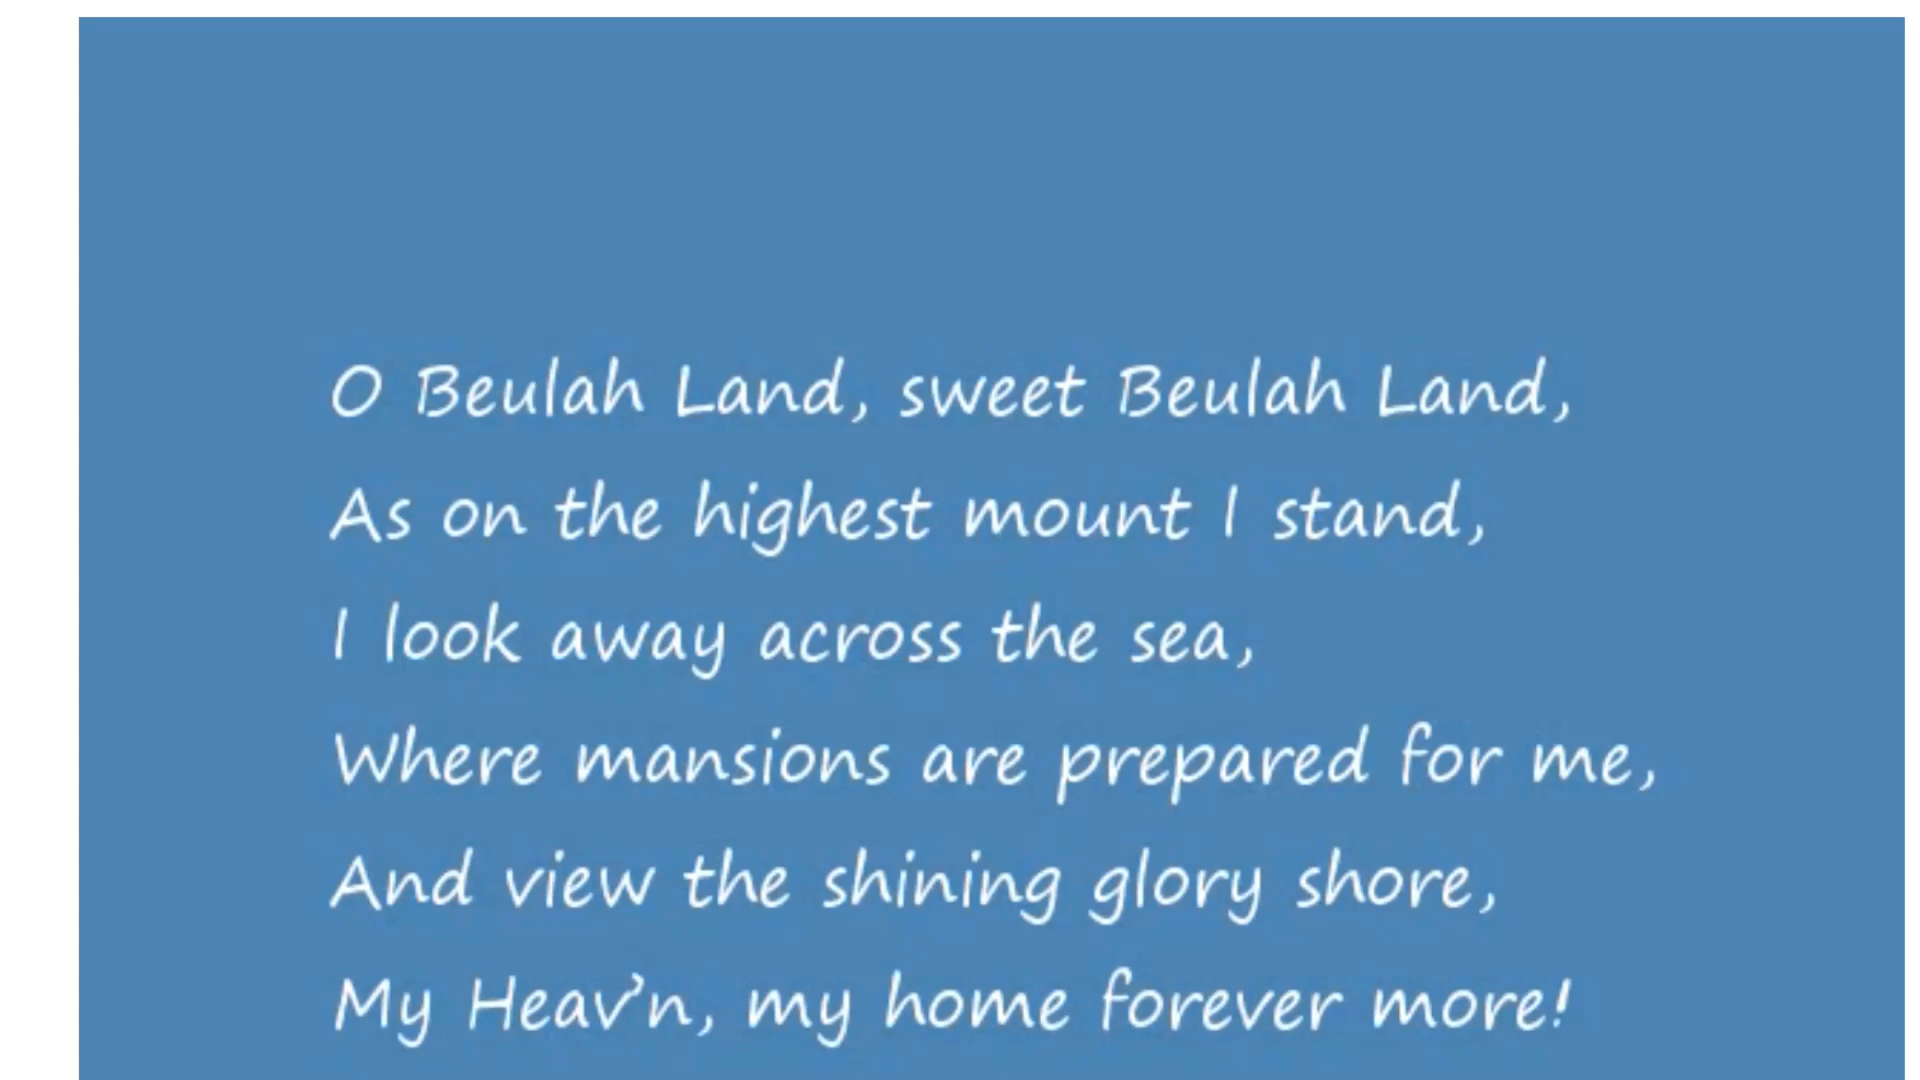 O Beulah Land, sweet Beulah Land,
As on the highest mount I stand,
I look away across the sea,
Where mansions are prepared for me,
And view the shining glory shore,
My Heav'n, my home forever more!